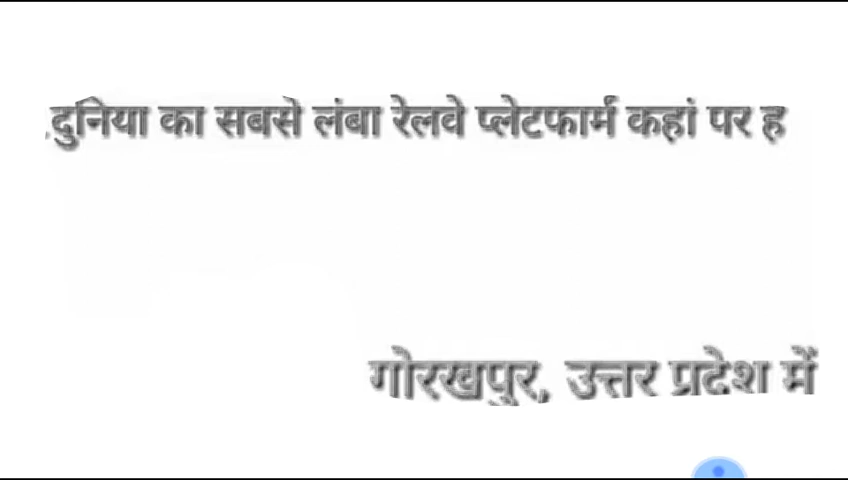 दुनिया का सबसे लंबा रेलवे प्लेटफार्म कहां पर ह
गोरखपुर, उत्तर प्रदेश में